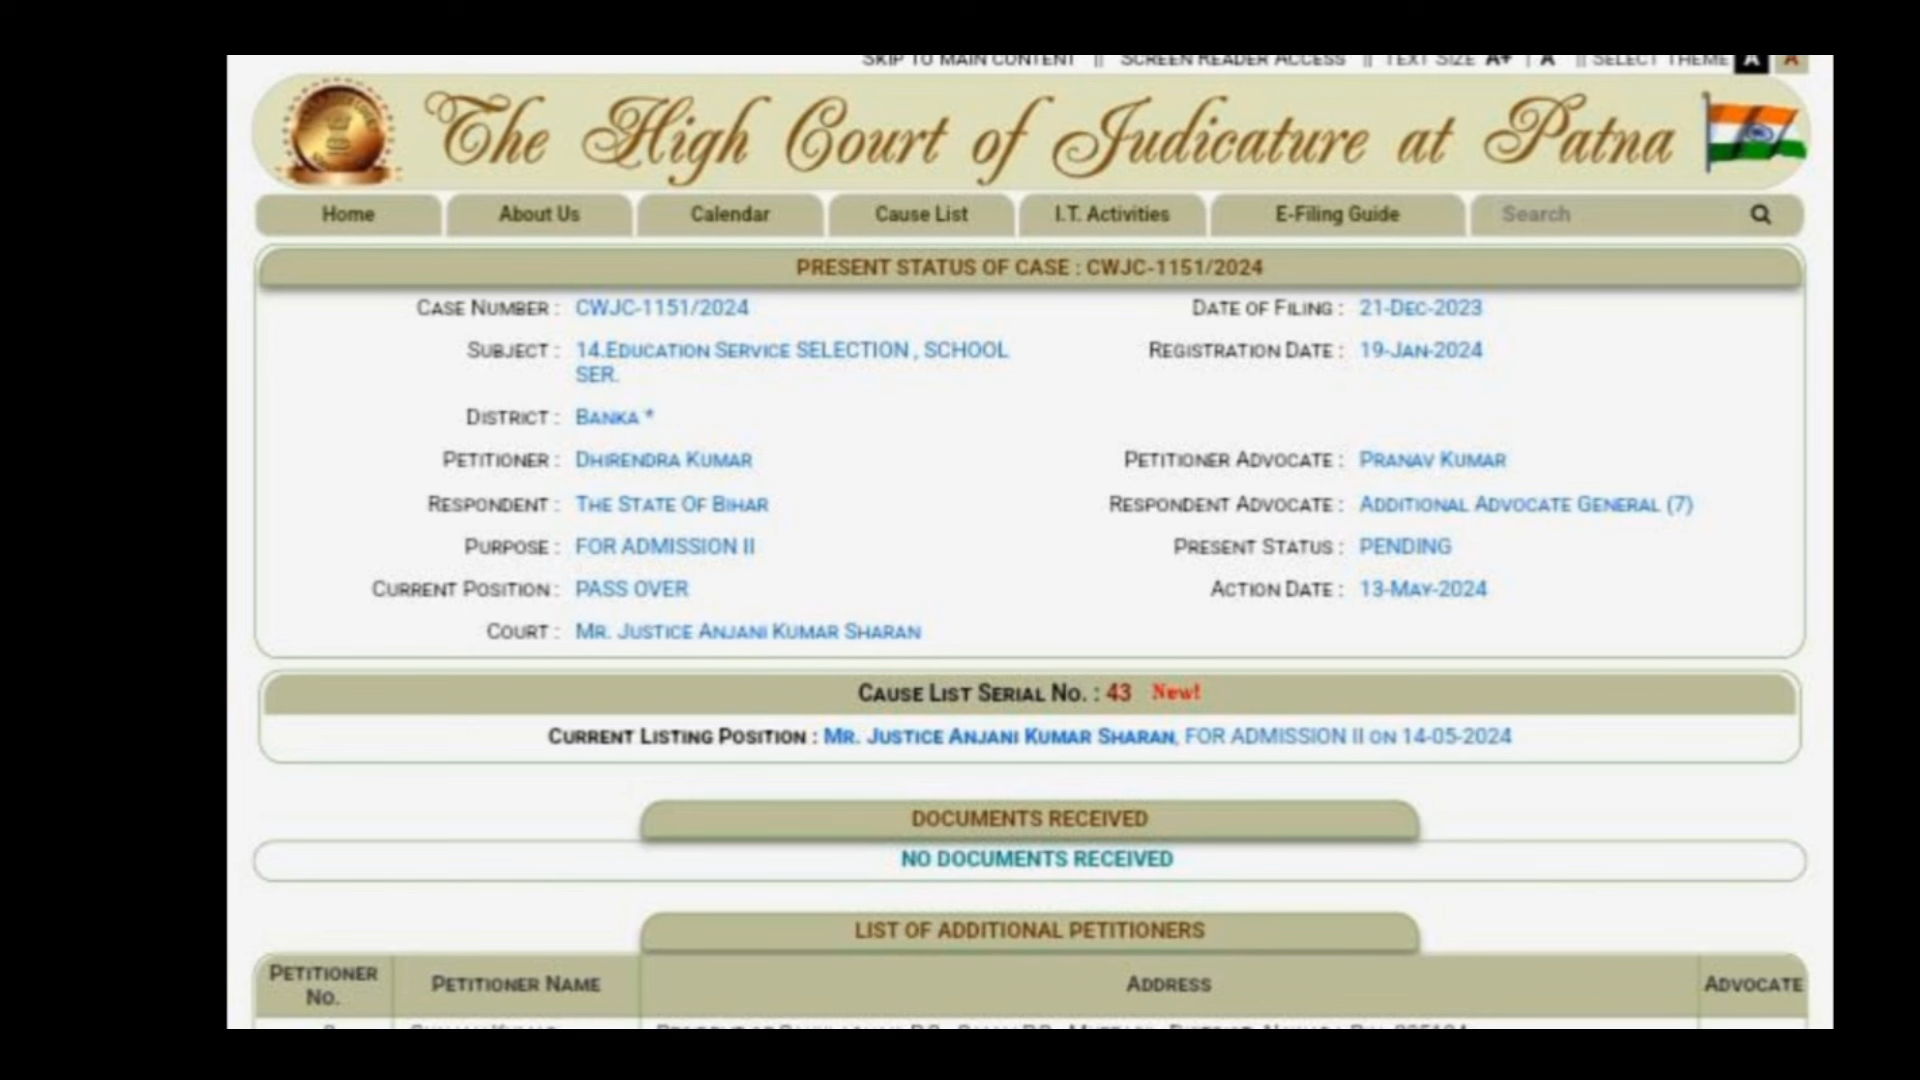 SKIP TO MAIN CONTENT || SCREEN READER ACCESS || TEXT SIZE A+ | A || SELECT THEME A A
The High Court of Judicature at Patna
Home About Us Calendar Cause List I.T. Activities E-Filing Guide Search
PRESENT STATUS OF CASE : CWJC-1151/2024
CASE NUMBER : CWJC-1151/2024 DATE OF FILING : 21-DEC-2023
SUBJECT : 14.EDUCATION SERVICE SELECTION , SCHOOL REGISTRATION DATE : 19-JAN-2024
SER.
DISTRICT : BANKA *
PETITIONER : DHIRENDRA KUMAR PETITIONER ADVOCATE : PRANAV KUMAR
RESPONDENT : THE STATE OF BIHAR RESPONDENT ADVOCATE : ADDITIONAL ADVOCATE GENERAL (7)
PURPOSE : FOR ADMISSION II PRESENT STATUS : PENDING
CURRENT POSITION : PASS OVER ACTION DATE : 13-MAY-2024
COURT : MR. JUSTICE ANJANI KUMAR SHARAN
CAUSE LIST SERIAL NO. : 43 New!
CURRENT LISTING POSITION : MR. JUSTICE ANJANI KUMAR SHARAN, FOR ADMISSION II ON 14-05-2024
DOCUMENTS RECEIVED
NO DOCUMENTS RECEIVED
LIST OF ADDITIONAL PETITIONERS
PETITIONER NO. PETITIONER NAME ADDRESS ADVOCATE